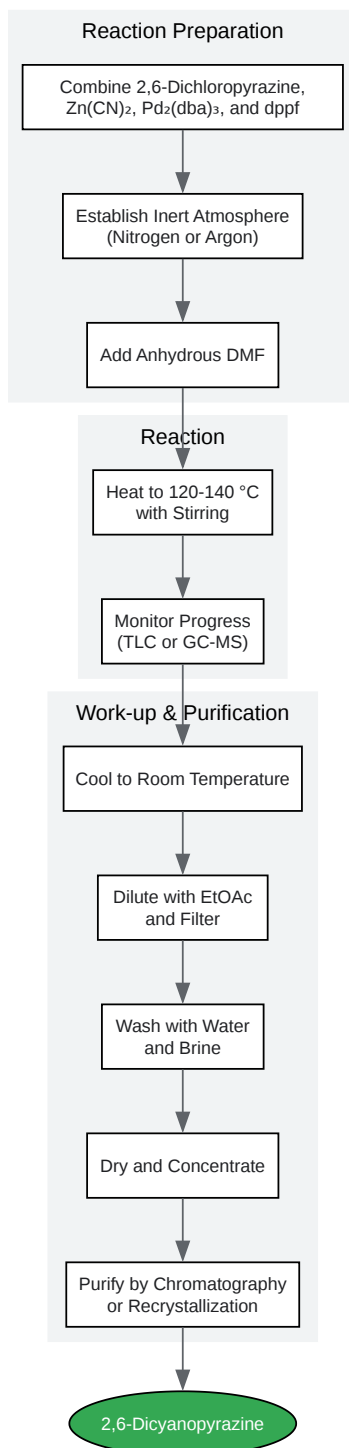 Reaction Preparation
Combine 2,6-Dichloropyrazine,
Zn(CN)₂, Pd₂(dba)₃, and dppf
Establish Inert Atmosphere
(Nitrogen or Argon)
Add Anhydrous DMF
Reaction
Heat to 120-140 °C
with Stirring
Monitor Progress
(TLC or GC-MS)
Work-up & Purification
Cool to Room Temperature
Dilute with EtOAc
and Filter
Wash with Water
and Brine
Dry and Concentrate
Purify by Chromatography
or Recrystallization
2,6-Dicyanopyrazine